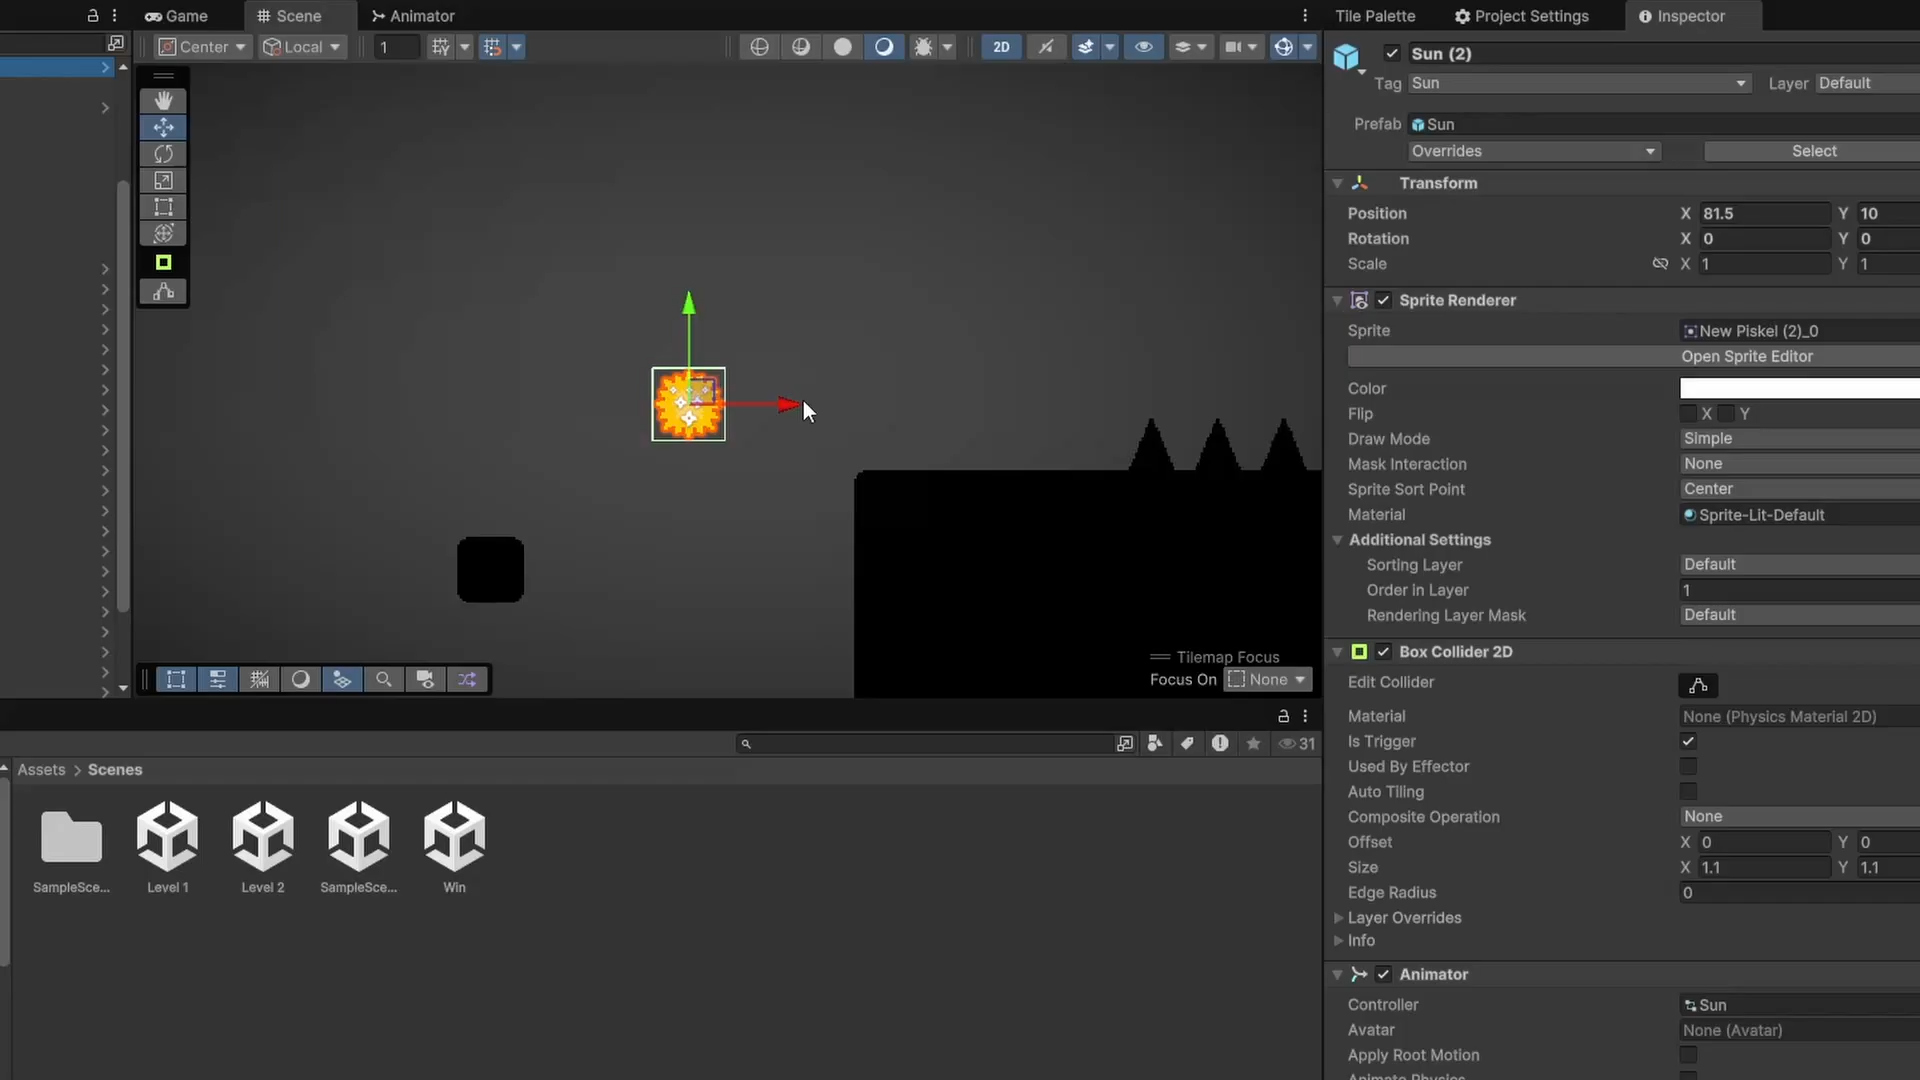 Game
Scene
Animator
Tile Palette
Project Settings
Inspector
Center
Local
1
2D
Sun (2)
Tag
Sun
Layer
Default
Prefab
Sun
Overrides
Select
Transform
Position
X
81.5
Y
10
Rotation
X
0
Y
0
Scale
X
1
Y
1
Sprite Renderer
Sprite
New Piskel (2)_0
Open Sprite Editor
Color
Flip
X
Y
Draw Mode
Simple
Mask Interaction
None
Sprite Sort Point
Center
Material
Sprite-Lit-Default
Additional Settings
Sorting Layer
Default
Order in Layer
1
Rendering Layer Mask
Default
Box Collider 2D
Edit Collider
Material
None (Physics Material 2D)
Is Trigger
Used By Effector
Auto Tiling
Composite Operation
None
Offset
X
0
Y
0
Size
X
1.1
Y
1.1
Edge Radius
0
Layer Overrides
Info
Animator
Controller
Sun
Avatar
None (Avatar)
Apply Root Motion
Animate Physics
Tilemap Focus
Focus On
None
31
Assets > Scenes
SampleSce...
Level 1
Level 2
SampleSce...
Win